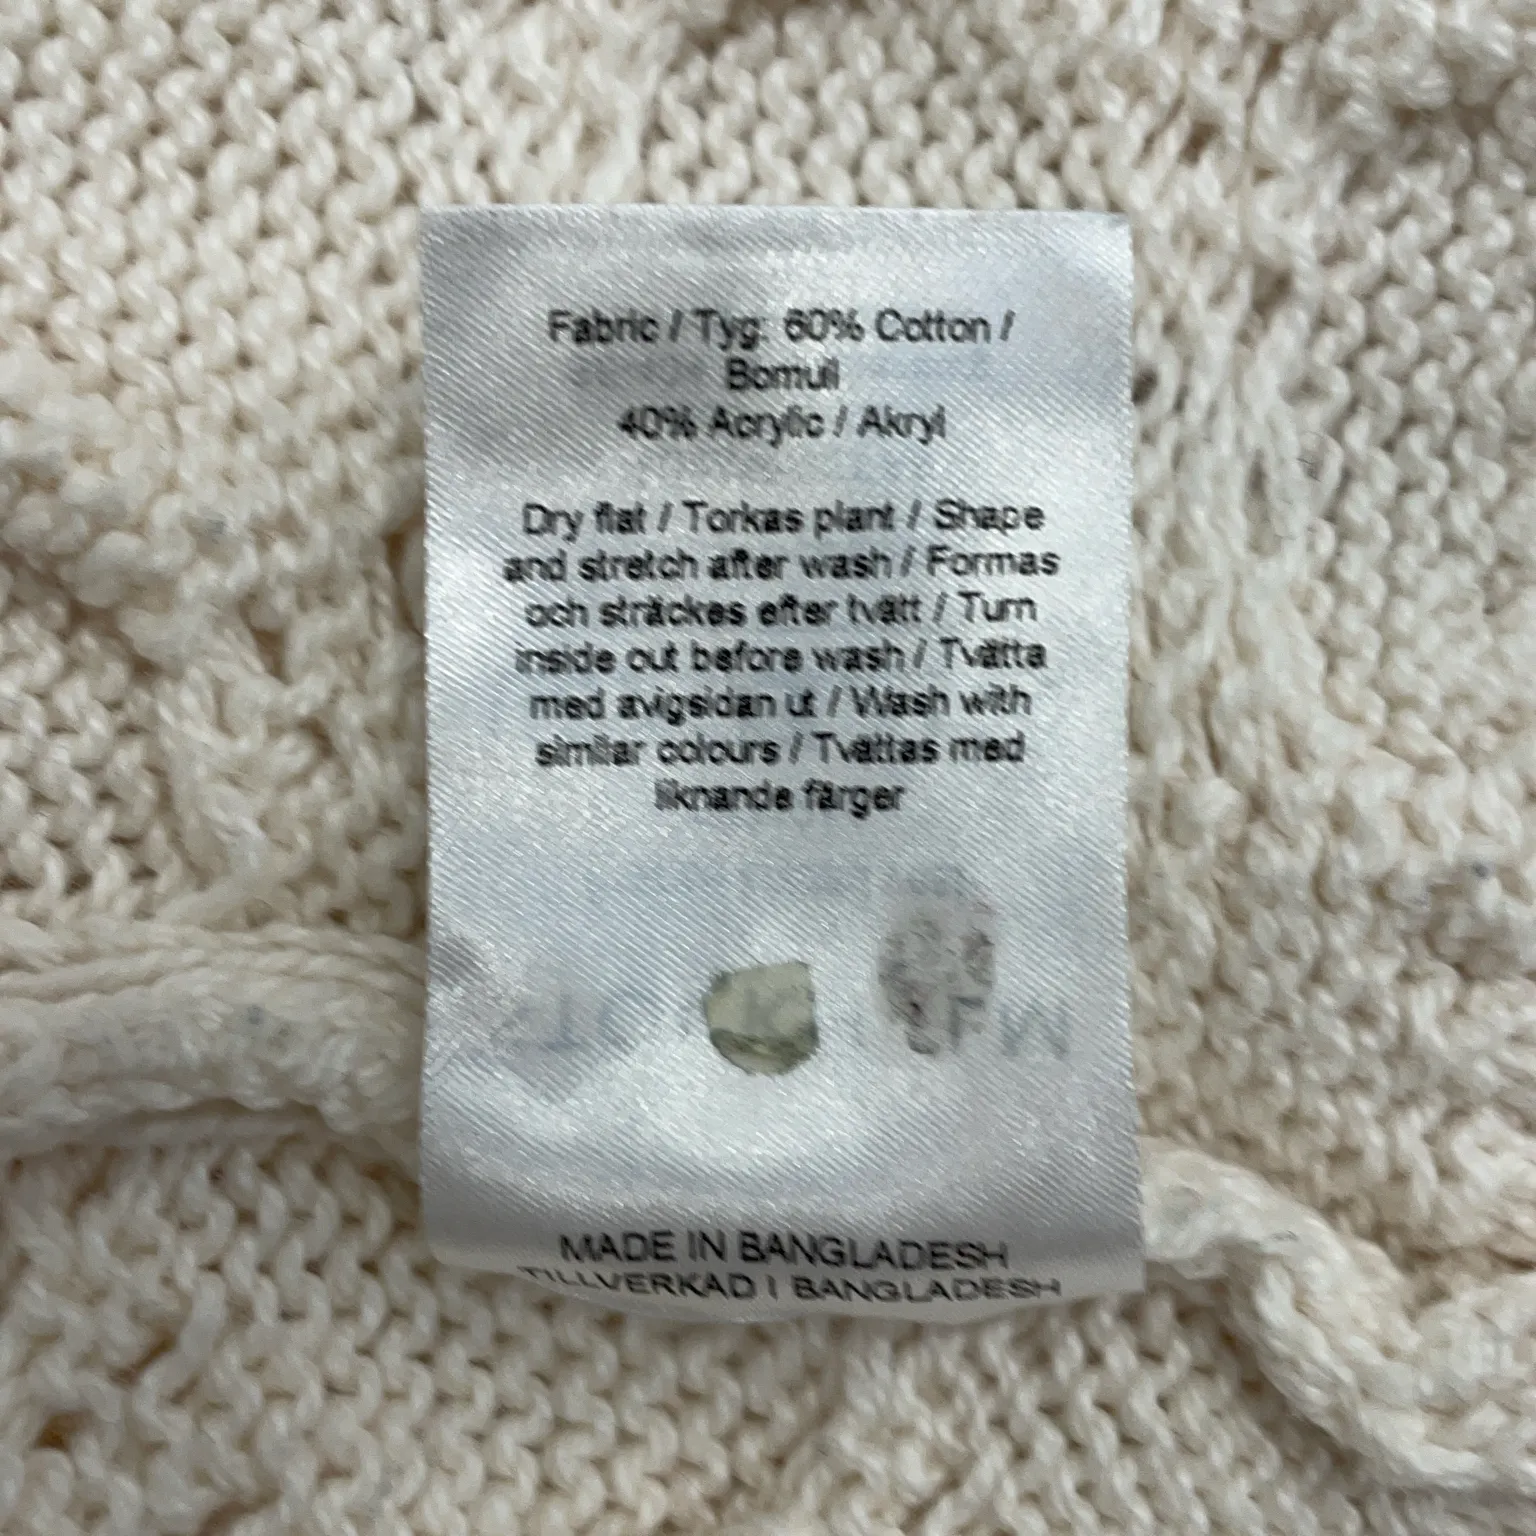 Fabric / Tyg: 60% Cotton /
Bomull
40% Acrylic / Akryl
Dry flat / Torkas plant / Shape
and stretch after wash / Formas
och sträckes efter tvätt / Turn
inside out before wash / Tvätta
med avigsidan ut / Wash with
similar colours / Tvättas med
liknande färger
MADE IN BANGLADESH
TILLVERKAD I BANGLADESH